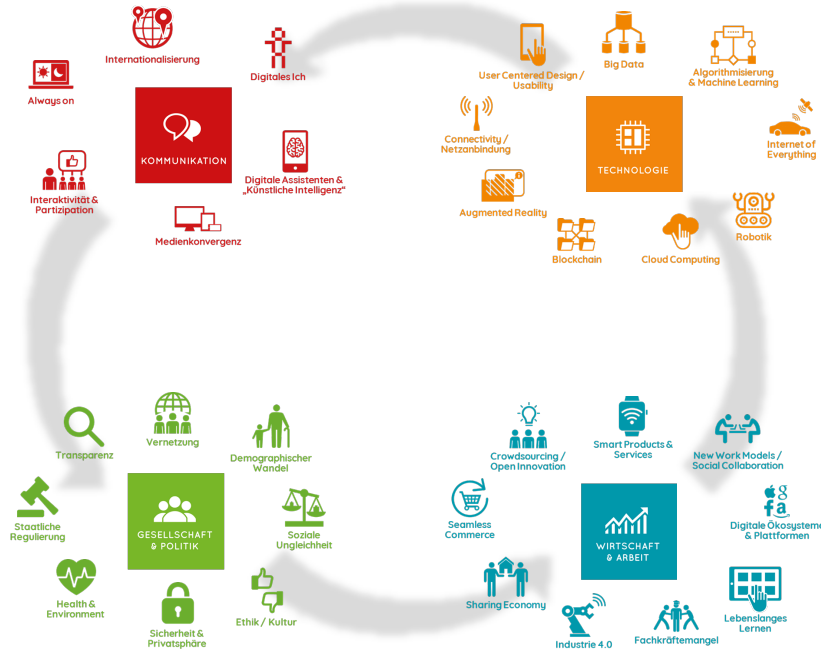 Internationalisierung
Digitales Ich
Always on
KOMMUNIKATION
Digitale Assistenten &
„Künstliche Intelligenz“
Interaktivität &
Partizipation
Medienkonvergenz
User Centered Design /
Usability
Big Data
Algorithmisierung
& Machine Learning
Connectivity /
Netzanbindung
TECHNOLOGIE
Internet of
Everything
Augmented Reality
Robotik
Blockchain
Cloud Computing
Transparenz
Vernetzung
Demographischer
Wandel
Staatliche
Regulierung
GESELLSCHAFT
& POLITIK
Soziale
Ungleichheit
Health &
Environment
Sicherheit &
Privatsphäre
Ethik / Kultur
Crowdsourcing /
Open Innovation
Smart Products &
Services
New Work Models /
Social Collaboration
Seamless
Commerce
WIRTSCHAFT
& ARBEIT
g
f a
Digitale Ökosysteme
& Plattformen
Sharing Economy
Industrie 4.0
Fachkräftemangel
Lebenslanges
Lernen